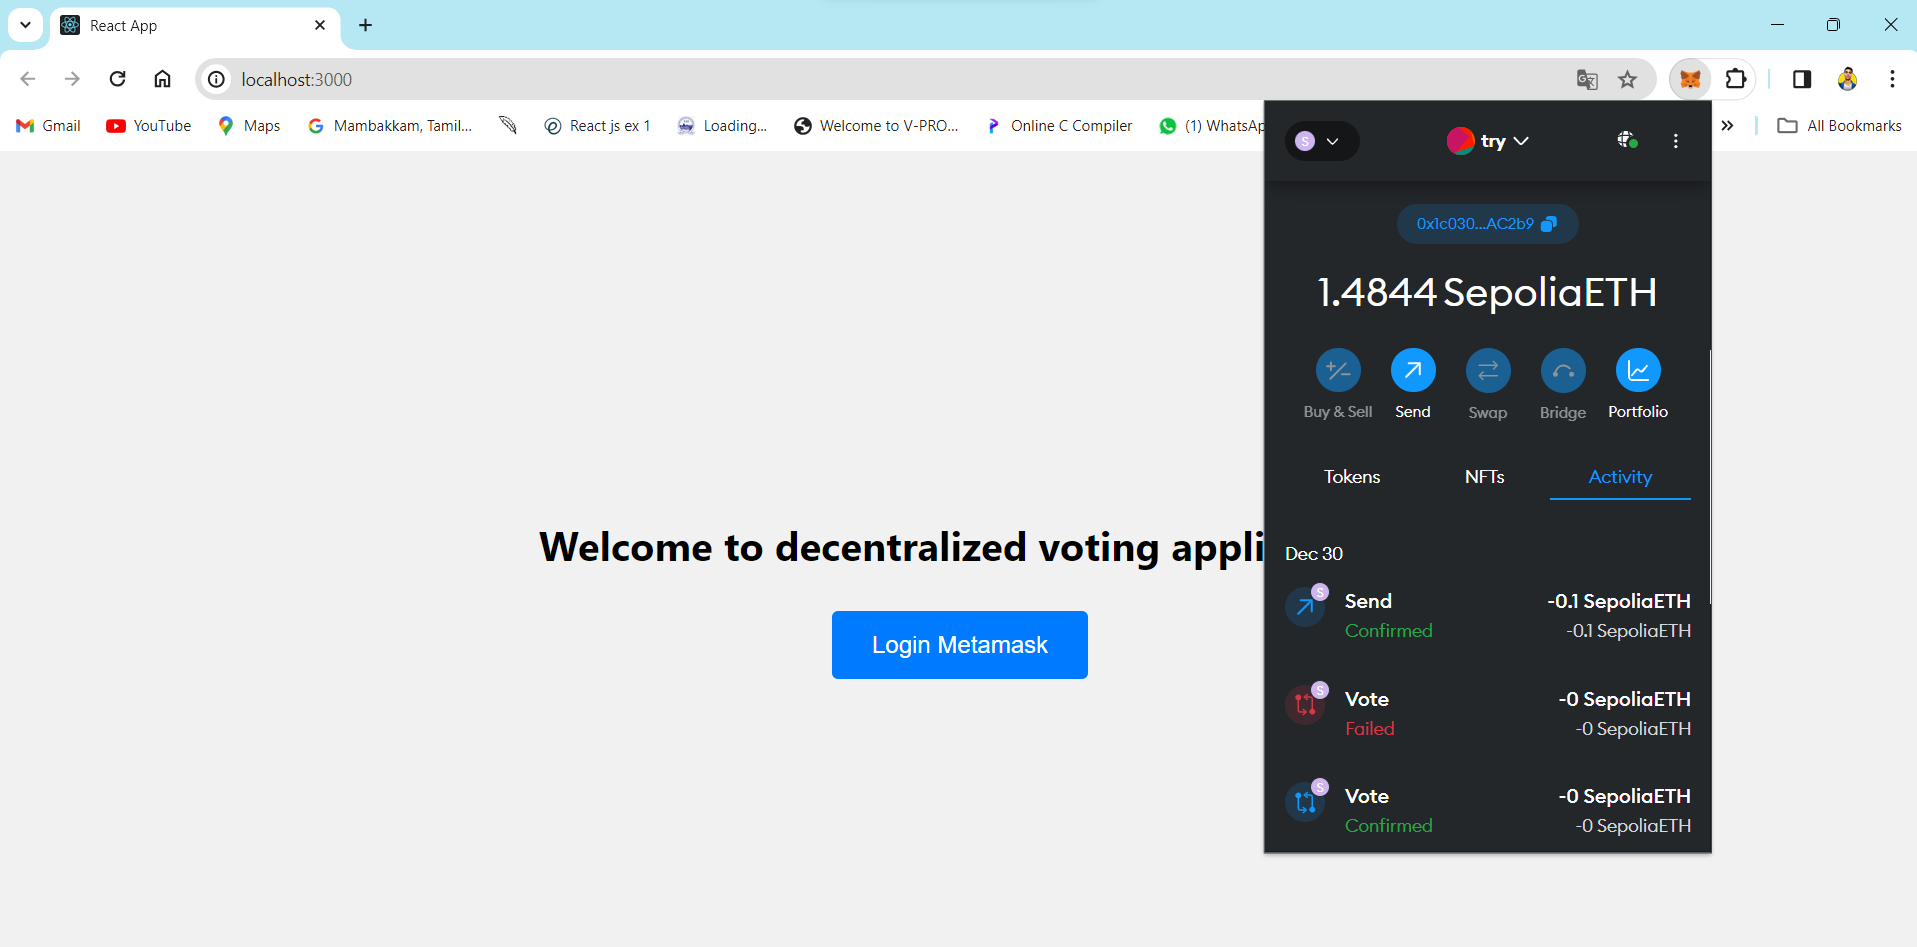 React App
localhost:3000
Gmail
YouTube
Maps
Mambakkam, Tamil...
React js ex 1
Loading...
Welcome to V-PRO...
Online C Compiler
(1) WhatsAp
All Bookmarks
S
try
0x1c030...AC2b9
1.4844 SepoliaETH
Buy & Sell
Send
Swap
Bridge
Portfolio
Tokens
NFTs
Activity
Dec 30
S
Send
-0.1 SepoliaETH
Confirmed
-0.1 SepoliaETH
S
Vote
-0 SepoliaETH
Failed
-0 SepoliaETH
S
Vote
-0 SepoliaETH
Confirmed
-0 SepoliaETH
Welcome to decentralized voting appli
Login Metamask